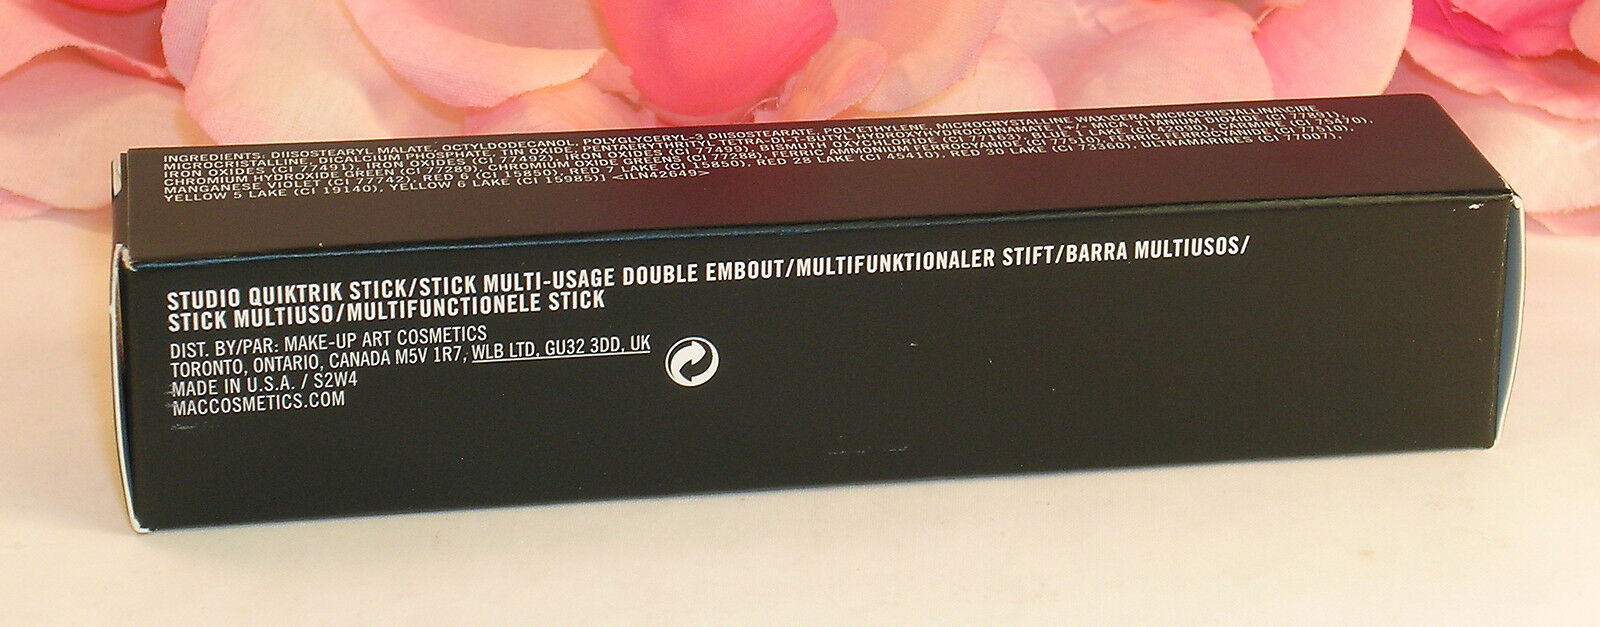 INGREDIENTS: DIISOSTEARYL MALATE, OCTYLDODECANOL, POLYGLYCERYL-3 DIISOSTEARATE, POLYETHYLENE, MICROCRYSTALLINE WAX\CERA MICROCRISTALLINA\CIRE
MICROCRISTALLINE, DICALCIUM PHOSPHATE, TIN OXIDE, PENTAERYTHRITYL TETRA-DI-T-BUTYL HYDROXYHYDROCINNAMATE, [+/- MICA, TITANIUM DIOXIDE (CI 77891),
IRON OXIDES (CI 77491), IRON OXIDES (CI 77492), IRON OXIDES (CI 77499), BISMUTH OXYCHLORIDE (CI 77163), BLUE 1 LAKE (CI 42090), CARMINE (CI 75470),
CHROMIUM HYDROXIDE GREEN (CI 77289), CHROMIUM OXIDE GREENS (CI 77288), FERRIC AMMONIUM FERROCYANIDE (CI 77510), FERRIC FERROCYANIDE (CI 77510),
MANGANESE VIOLET (CI 77742), RED 6 (CI 15850), RED 7 LAKE (CI 15850), RED 28 LAKE (CI 45410), RED 30 LAKE (CI 73360), ULTRAMARINES (CI 77007),
YELLOW 5 LAKE (CI 19140), YELLOW 6 LAKE (CI 15985)] <ILN42649>
STUDIO QUIKTRIK STICK/STICK MULTI-USAGE DOUBLE EMBOUT/MULTIFUNKTIONALER STIFT/BARRA MULTIUSOS/
STICK MULTIUSO/MULTIFUNCTIONELE STICK
DIST. BY/PAR: MAKE-UP ART COSMETICS
TORONTO, ONTARIO, CANADA M5V 1R7, WLB LTD, GU32 3DD, UK
MADE IN U.S.A. / S2W4
MACCOSMETICS.COM